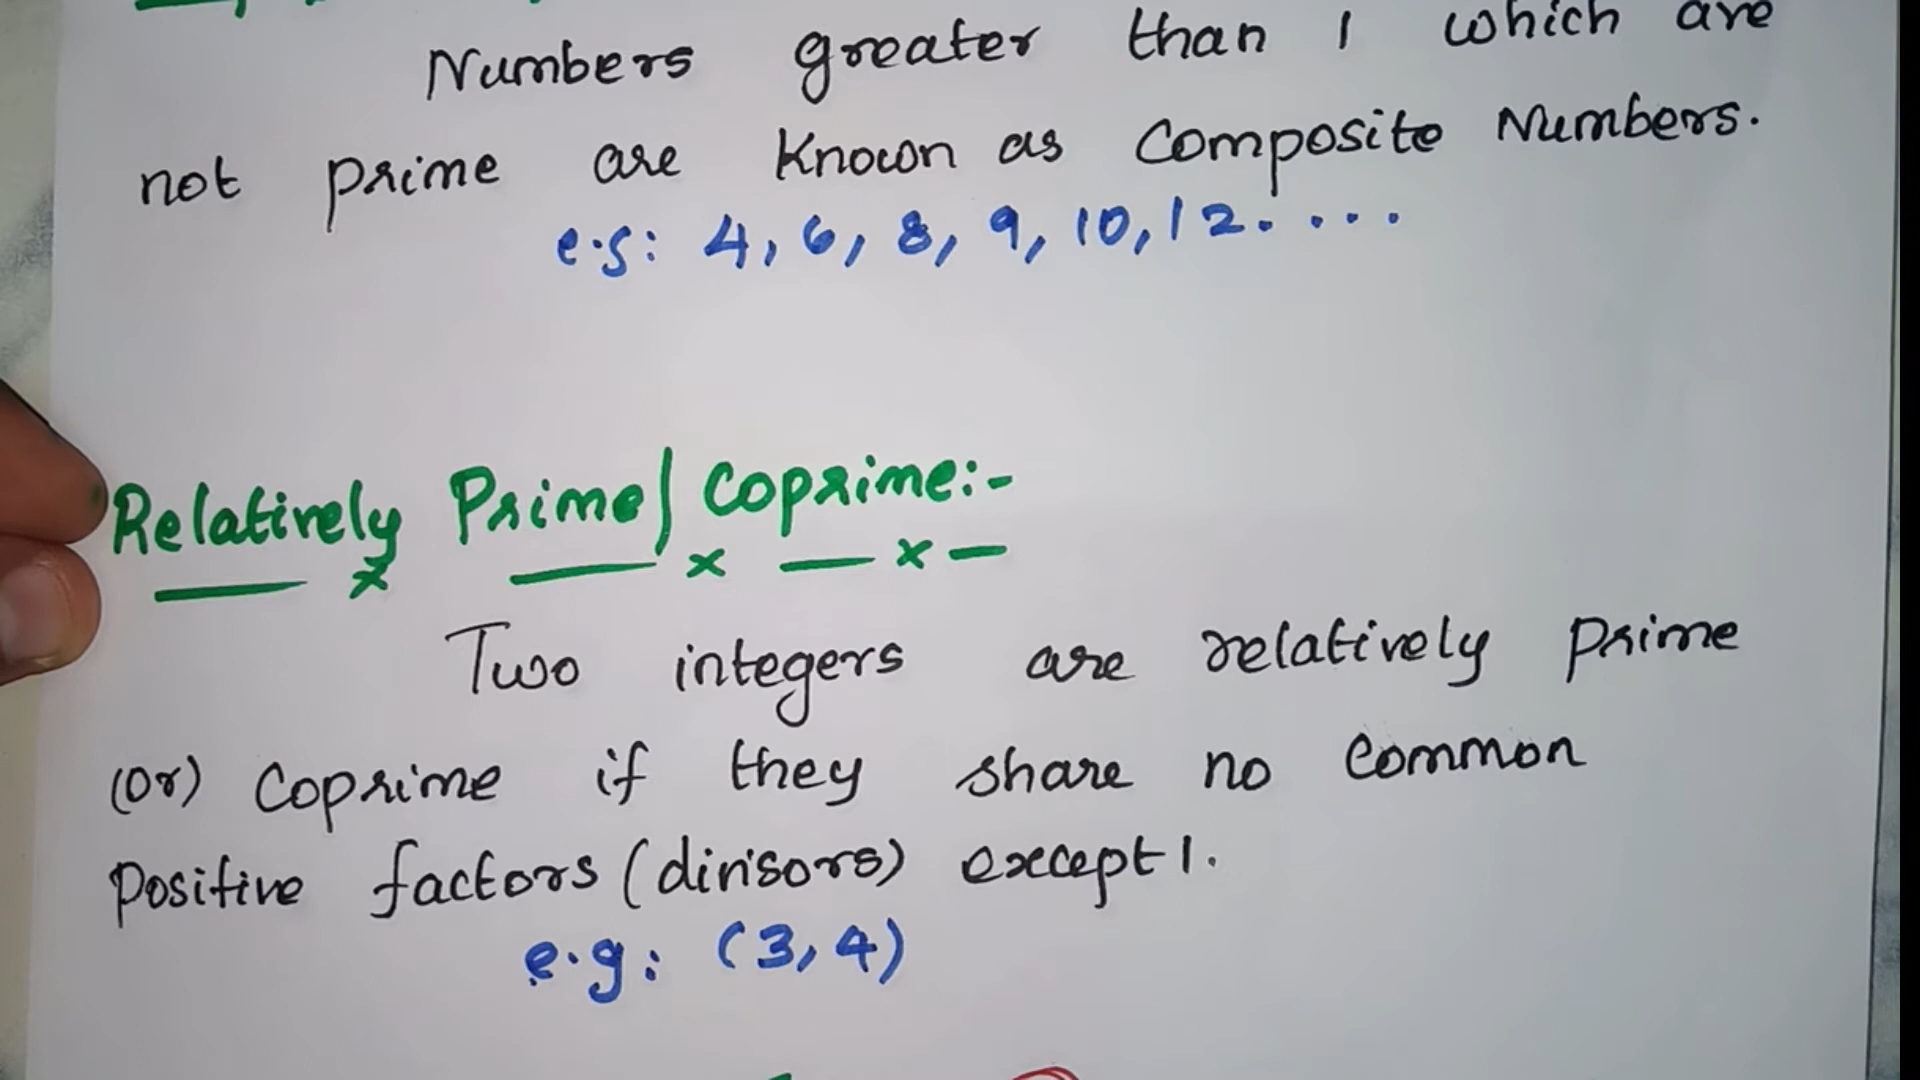 Numbers greater than 1 which are
not prime are Known as Composite Numbers.
e.g: 4, 6, 8, 9, 10, 12....
Relatively Prime/ Coprime:-
Two integers are relatively prime
(or) Coprime if they share no common
Positive factors (divisors) except 1.
e.g: (3, 4)